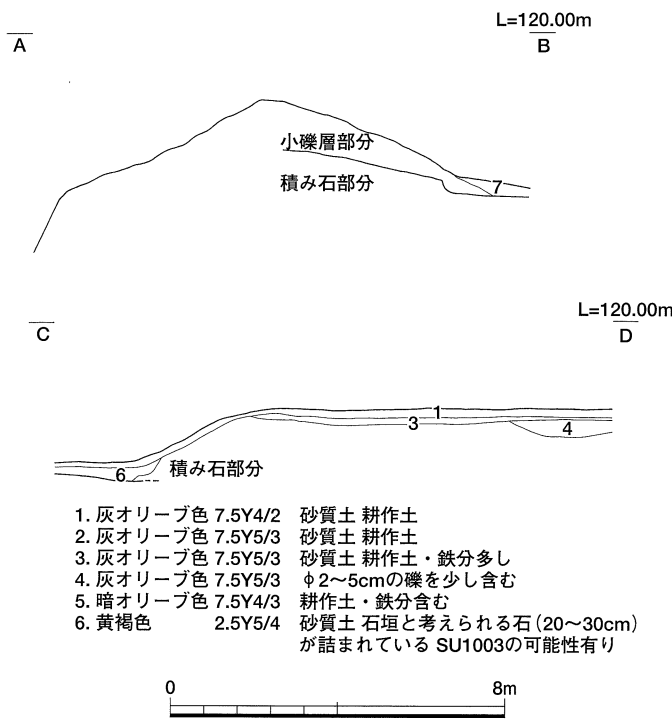 L=120.00m
A
B
小礫層部分
積み石部分
7
L=120.00m
C
D
1
3
4
6
積み石部分
1. 灰オリーブ色 7.5Y4/2 砂質土 耕作土
2. 灰オリーブ色 7.5Y5/3 砂質土 耕作土
3. 灰オリーブ色 7.5Y5/3 砂質土 耕作土・鉄分多し
4. 灰オリーブ色 7.5Y5/3 φ2〜5cmの礫を少し含む
5. 暗オリーブ色 7.5Y4/3 耕作土・鉄分含む
6. 黄褐色 2.5Y5/4 砂質土 石垣と考えられる石(20〜30cm)
が詰まれている SU1003の可能性有り
0
8m